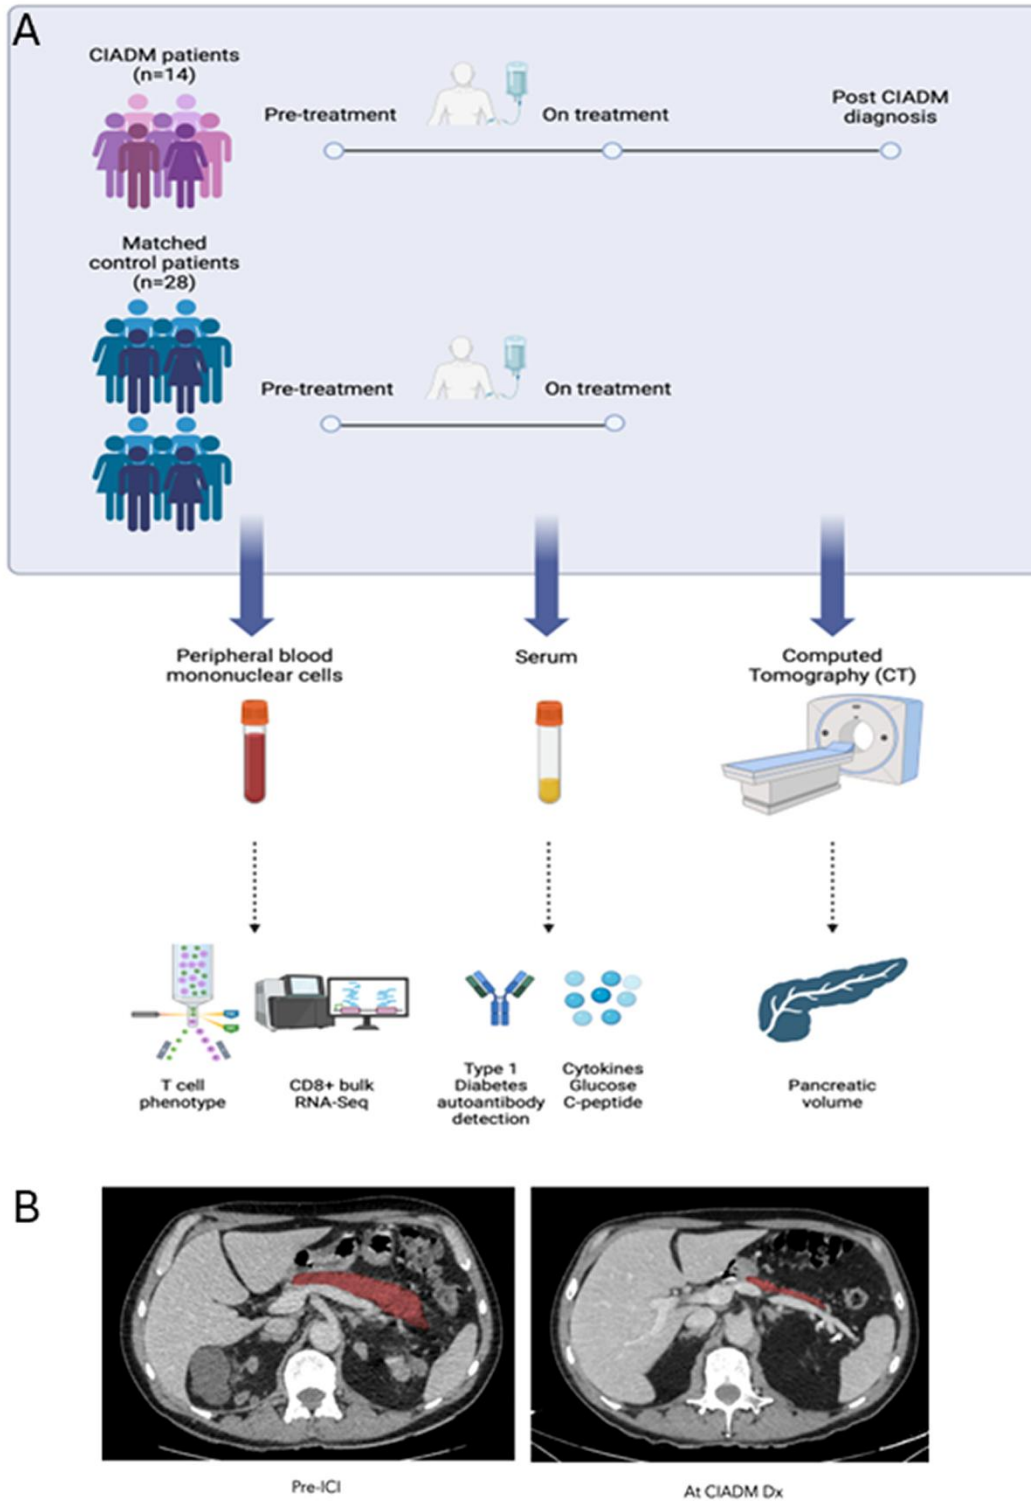 A
CIADM patients
(n=14)
Pre-treatment
On treatment
Post CIADM
diagnosis
Matched
control patients
(n=28)
Pre-treatment
On treatment
Peripheral blood
mononuclear cells
Serum
Computed
Tomography (CT)
T cell
phenotype
CD8+ bulk
RNA-Seq
Type 1
Diabetes
autoantibody
detection
Cytokines
Glucose
C-peptide
Pancreatic
volume
B
Pre-ICI
At CIADM Dx